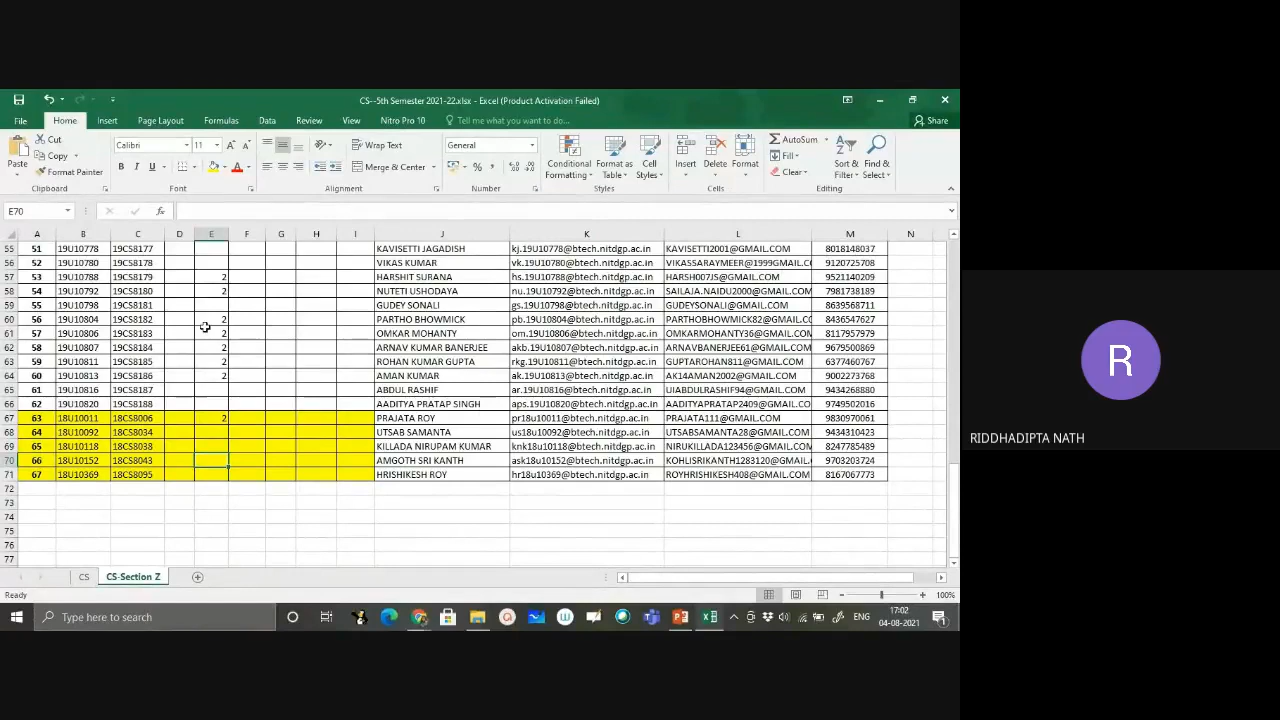 CS--5th Semester 2021-22.xlsx - Excel (Product Activation Failed)
File Home Insert Page Layout Formulas Data Review View Nitro Pro 10 Tell me what you want to do... Share
Paste Cut Copy Format Painter Clipboard
Calibri 11 B I U Font
Wrap Text Merge & Center Alignment
General % Number
Conditional Formatting Format as Table Cell Styles Styles
Insert Delete Format Cells
AutoSum Fill Clear Sort & Filter Find & Select Editing
E70 fx
A B C D E F G H I J K L M N
55 51 19U10778 19CS8177 KAVISETTI JAGADISH kj.19U10778@btech.nitdgp.ac.in KAVISETTI2001@GMAIL.COM 8018148037
56 52 19U10780 19CS8178 VIKAS KUMAR vk.19U10780@btech.nitdgp.ac.in VIKASSARAYMEER@1999GMAIL.C 9120725708
57 53 19U10788 19CS8179 2 HARSHIT SURANA hs.19U10788@btech.nitdgp.ac.in HARSH007JS@GMAIL.COM 9521140209
58 54 19U10792 19CS8180 2 NUTETI USHODAYA nu.19U10792@btech.nitdgp.ac.in SAILAJA.NAIDU2000@GMAIL.COM 7981738189
59 55 19U10798 19CS8181 GUDEY SONALI gs.19U10798@btech.nitdgp.ac.in GUDEYSONALI@GMAIL.COM 8639568711
60 56 19U10804 19CS8182 2 PARTHO BHOWMICK pb.19U10804@btech.nitdgp.ac.in PARTHOBHOWMICK82@GMAIL.CO 8436547627
61 57 19U10806 19CS8183 2 OMKAR MOHANTY om.19U10806@btech.nitdgp.ac.in OMKARMOHANTY36@GMAIL.COM 8117957979
62 58 19U10807 19CS8184 2 ARNAV KUMAR BANERJEE akb.19U10807@btech.nitdgp.ac.in ARNAVBANERJEE61@GMAIL.COM 9679500869
63 59 19U10811 19CS8185 2 ROHAN KUMAR GUPTA rkg.19U10811@btech.nitdgp.ac.in GUPTAROHAN811@GMAIL.COM 6377460767
64 60 19U10813 19CS8186 2 AMAN KUMAR ak.19U10813@btech.nitdgp.ac.in AK14AMAN2002@GMAIL.COM 9002273768
65 61 19U10816 19CS8187 ABDUL RASHIF ar.19U10816@btech.nitdgp.ac.in UIABDULRASHIF94@GMAIL.COM 9434268880
66 62 19U10820 19CS8188 AADITYA PRATAP SINGH aps.19U10820@btech.nitdgp.ac.in AADITYAPRATAP2409@GMAIL.COM 9749502016
67 63 18U10011 18CS8006 2 PRAJATA ROY pr18u10011@btech.nitdgp.ac.in PRAJATA111@GMAIL.COM 9830970061
68 64 18U10092 18CS8034 UTSAB SAMANTA us18u10092@btech.nitdgp.ac.in UTSABSAMANTA28@GMAIL.COM 9434310423
69 65 18U10118 18CS8038 KILLADA NIRUPAM KUMAR knk18u10118@btech.nitdgp.ac.in NIRUKILLADA123456@GMAIL.COM 8247785489
70 66 18U10152 18CS8043 AMGOTH SRI KANTH ask18u10152@btech.nitdgp.ac.in KOHLISRIKANTH1283120@GMAIL.COM 9703203724
71 67 18U10369 18CS8095 HRISHIKESH ROY hr18u10369@btech.nitdgp.ac.in ROYHRISHIKESH408@GMAIL.COM 8167067773
72
73
74
75
76
77
CS CS-Section Z
Ready 100%
Type here to search ENG 17:02
04-08-2021
R
RIDDHADIPTA NATH